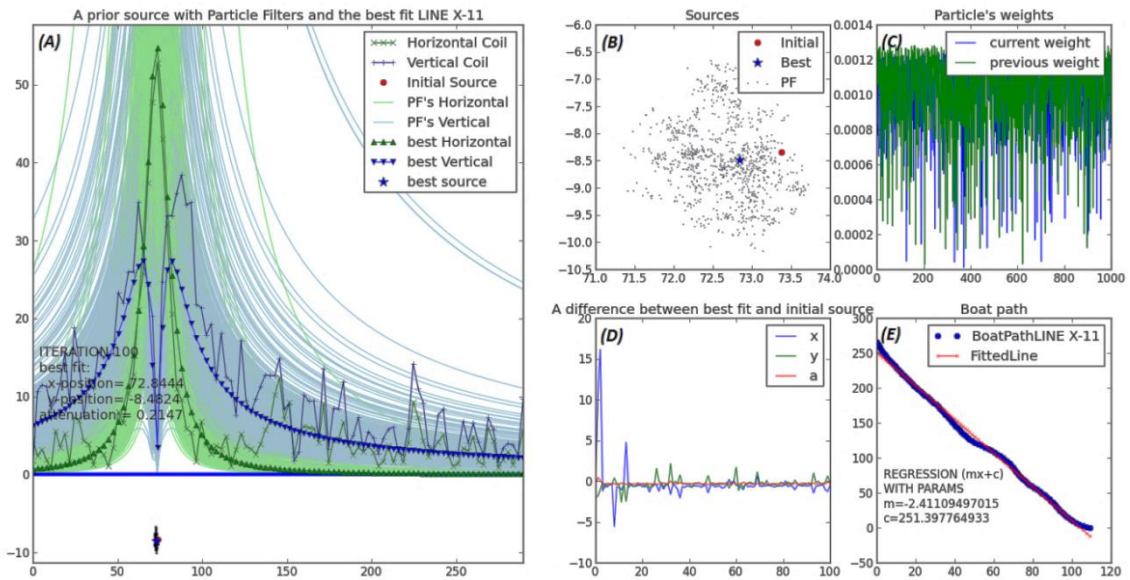 A prior source with Particle Filters and the best fit LINE X-11
(A)
Horizontal Coil
Vertical Coil
Initial Source
PF's Horizontal
PF's Vertical
best Horizontal
best Vertical
best source
ITERATION 100
best fit:
x-position= 72.8444
y-position= -8.4824
attenuation= 0.2147
50
40
30
20
10
0
−10
0 50 100 150 200 250
Sources
(B)
Initial
Best
PF
−6.0
−6.5
−7.0
−7.5
−8.0
−8.5
−9.0
−9.5
−10.0
−10.5
71.0 71.5 72.0 72.5 73.0 73.5 74.0
Particle's weights
(C)
current weight
previous weight
0.0014
0.0012
0.0010
0.0008
0.0006
0.0004
0.0002
0.0000
0 200 400 600 800 1000
A difference between best fit and initial source
(D)
x
y
a
20
15
10
5
0
−5
−10
0 20 40 60 80 100
Boat path
(E)
BoatPathLINE X-11
FittedLine
REGRESSION (mx+c)
WITH PARAMS
m=-2.41109497015
c=251.397764933
300
250
200
150
100
50
0
−50
0 20 40 60 80 100 120